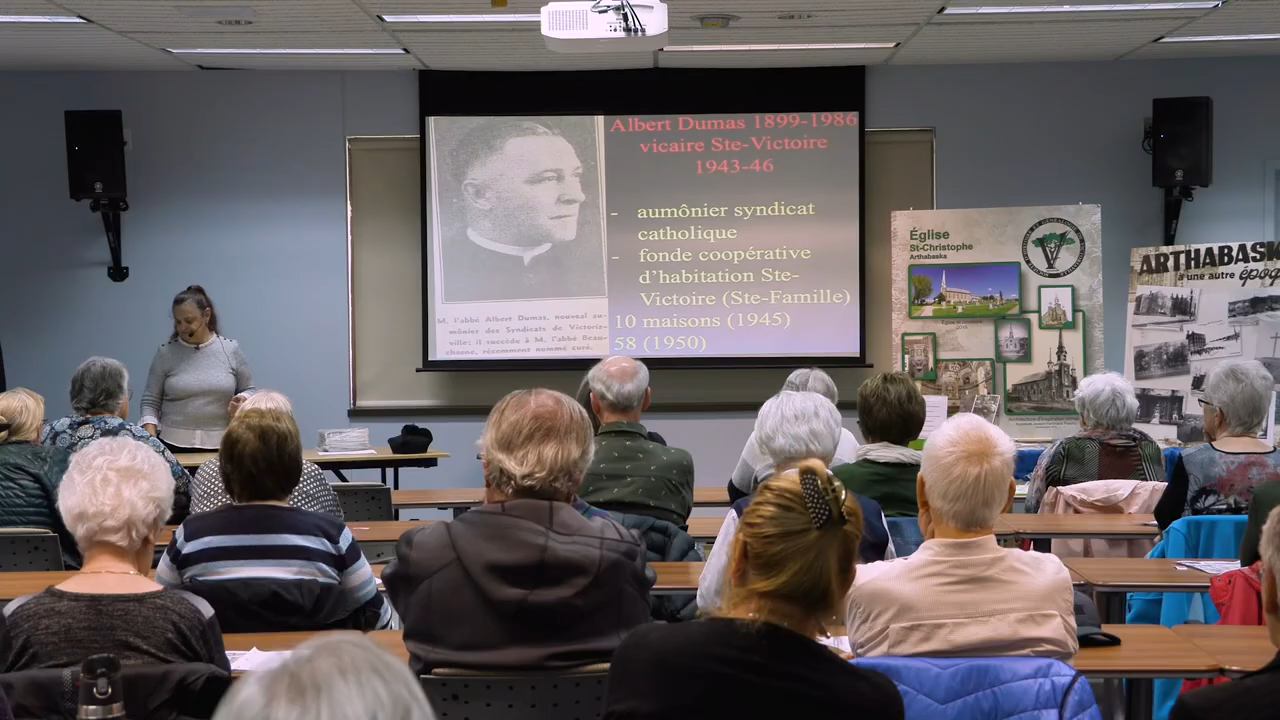 Albert Dumas 1899-1986
vicaire Ste-Victoire
1943-46
- aumônier syndicat
catholique
- fonde coopérative
d'habitation Ste-
Victoire (Ste-Famille)
10 maisons (1945)
58 (1950)
M. l'abbé Albert Dumas, nouvel au-
mônier des Syndicats de Victoria-
ville; il succède à M. l'abbé Beau-
chesne, récemment nommé curé.
Église
St-Christophe
Arthabaska
ARTHABASK
à une autre époq